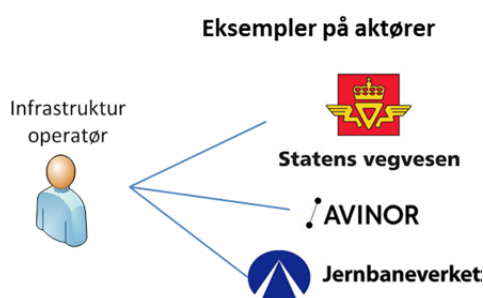 Eksempler på aktører
Infrastruktur
operatør
Statens vegvesen
AVINOR
Jernbaneverket